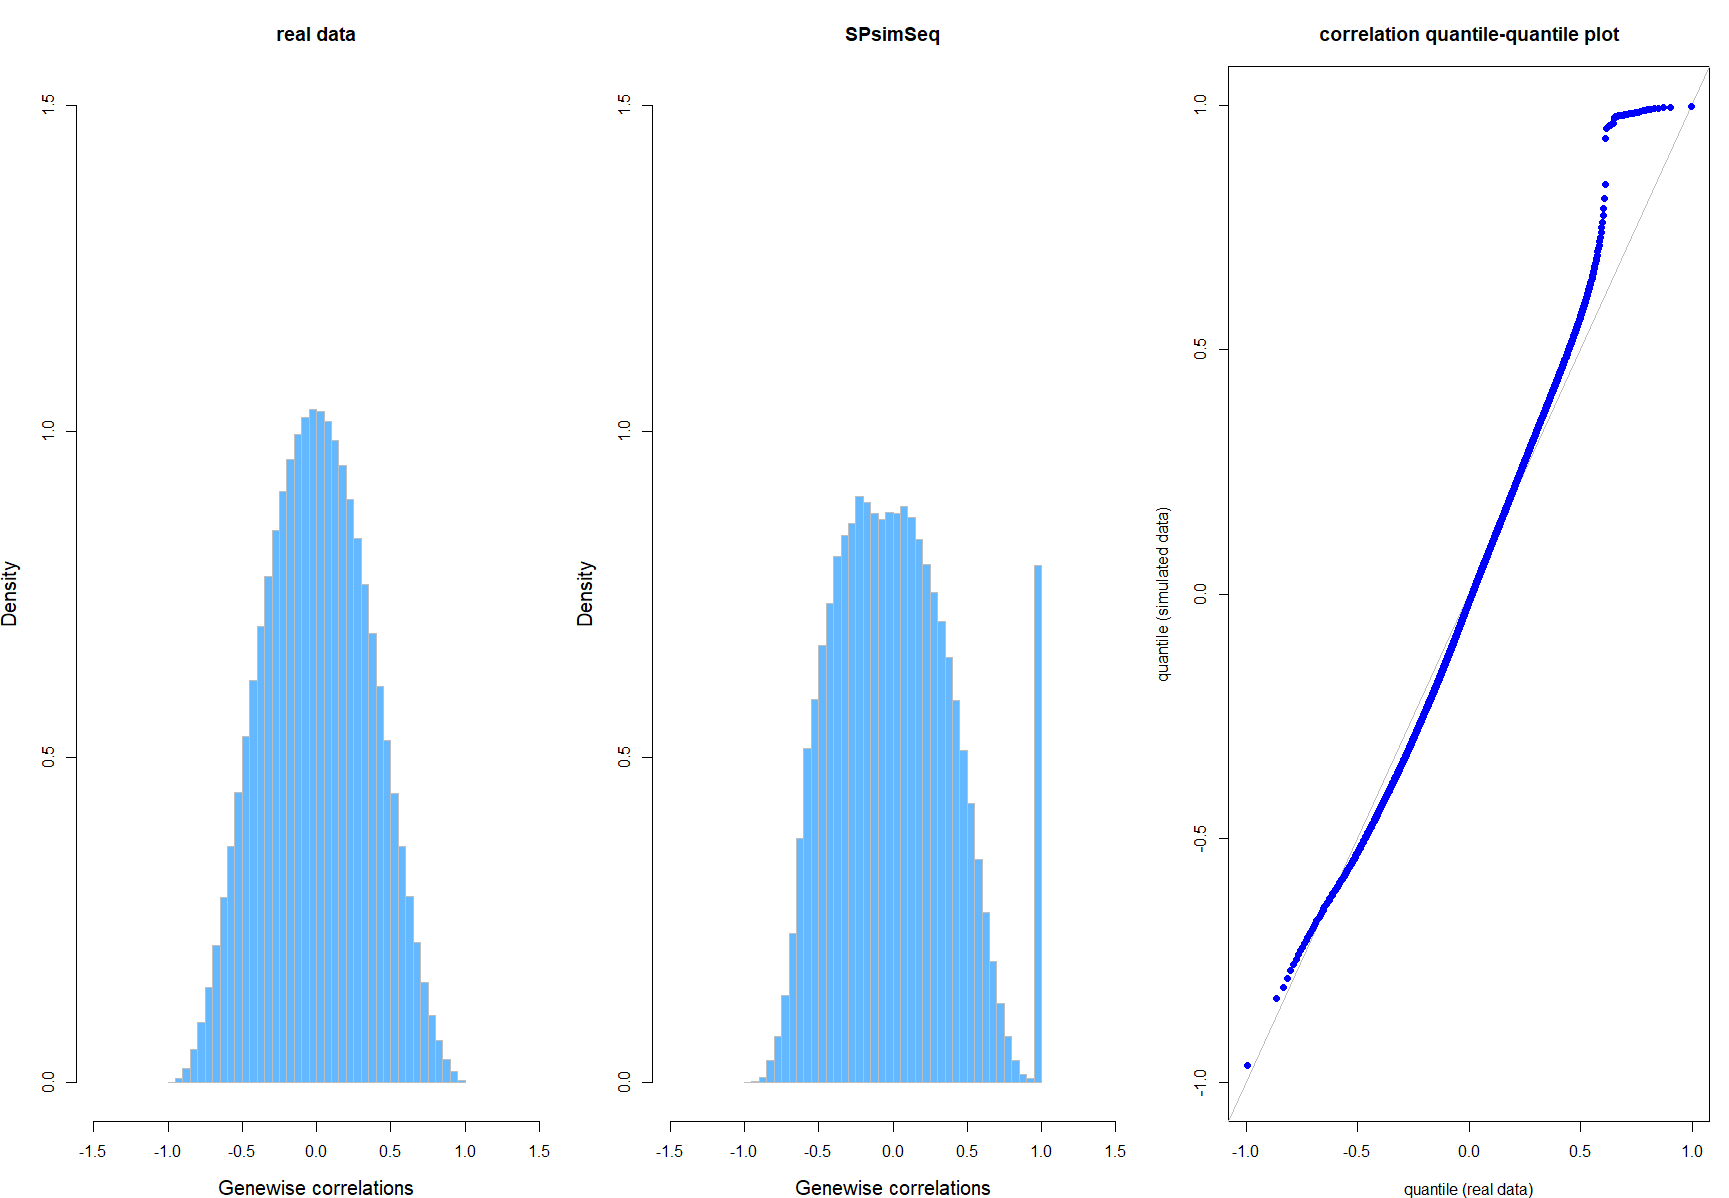 real data
1.5
1.0
0.5
0.0
Density
-1.5 -1.0 -0.5 0.0 0.5 1.0 1.5
Genewise correlations
SPsimSeq
1.5
1.0
0.5
0.0
Density
-1.5 -1.0 -0.5 0.0 0.5 1.0 1.5
Genewise correlations
correlation quantile-quantile plot
1.0
0.5
0.0
-0.5
-1.0
quantile (simulated data)
-1.0 -0.5 0.0 0.5 1.0
quantile (real data)